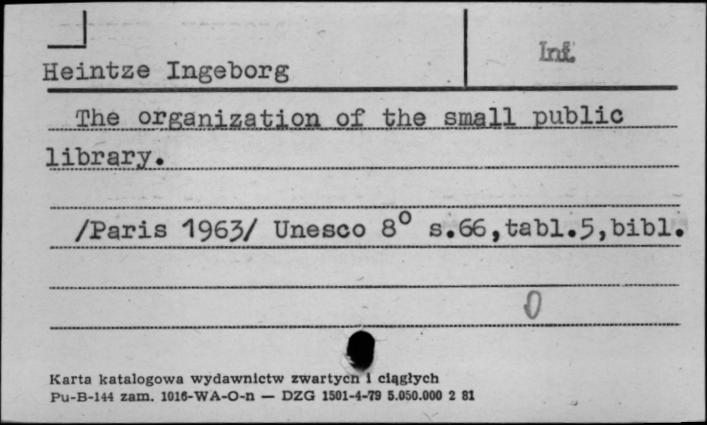 Inf.
Heintze Ingeborg
The organization of the small public
library.
/Paris 1963/ Unesco 8° s.66,tabl.5,bibl.
0
Karta katalogowa wydawnictw zwartych i ciągłych
Pu-B-144 zam. 1016-WA-O-n — DZG 1501-4-79 5.050.000 2 81